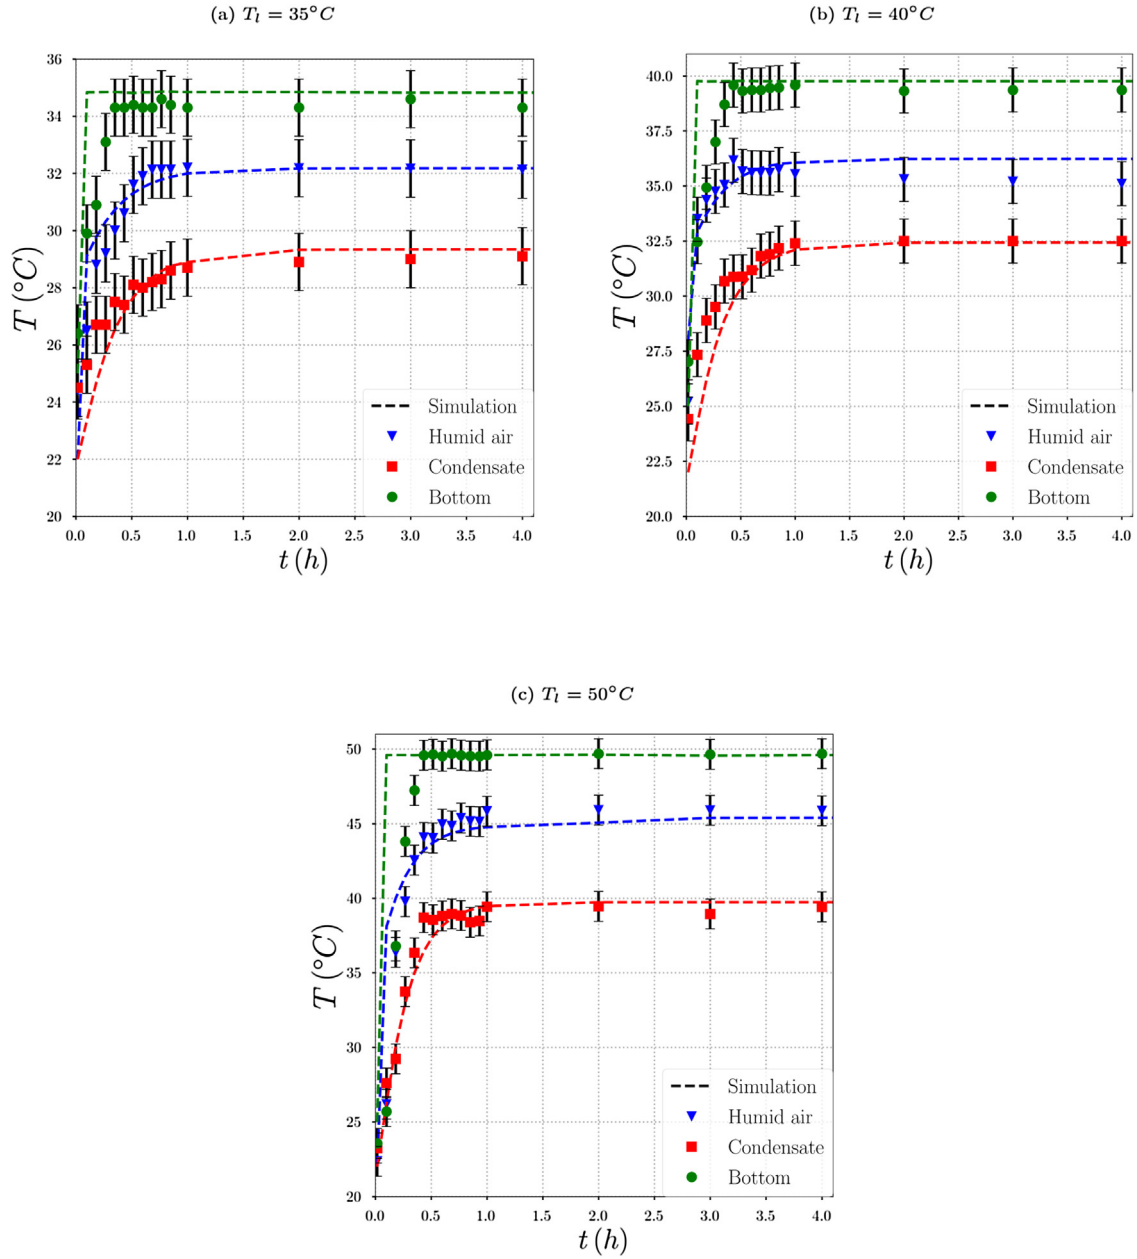 (a) T_l = 35°C
36
34
32
30
28
26
24
22
20
T (°C)
0.0 0.5 1.0 1.5 2.0 2.5 3.0 3.5 4.0
t (h)
Simulation
Humid air
Condensate
Bottom
(b) T_l = 40°C
40.0
37.5
35.0
32.5
30.0
27.5
25.0
22.5
20.0
T (°C)
0.0 0.5 1.0 1.5 2.0 2.5 3.0 3.5 4.0
t (h)
Simulation
Humid air
Condensate
Bottom
(c) T_l = 50°C
50
45
40
35
30
25
20
T (°C)
0.0 0.5 1.0 1.5 2.0 2.5 3.0 3.5 4.0
t (h)
Simulation
Humid air
Condensate
Bottom